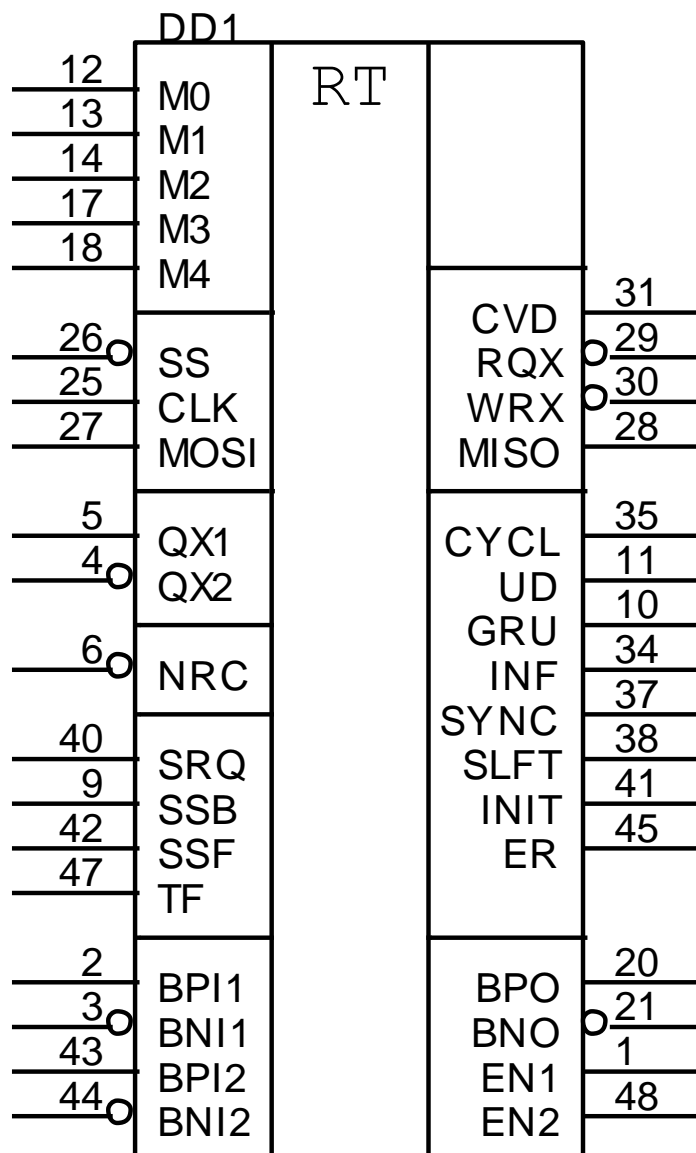 DD1
RT
12 M0
13 M1
14 M2
17 M3
18 M4
26 SS
25 CLK
27 MOSI
5 QX1
4 QX2
6 NRC
40 SRQ
9 SSB
42 SSF
47 TF
2 BPI1
3 BNI1
43 BPI2
44 BNI2
CVD 31
RQX 29
WRX 30
MISO 28
CYCL 35
UD 11
GRU 10
INF 34
SYNC 37
SLFT 38
INIT 41
ER 45
BPO 20
BNO 21
EN1 1
EN2 48